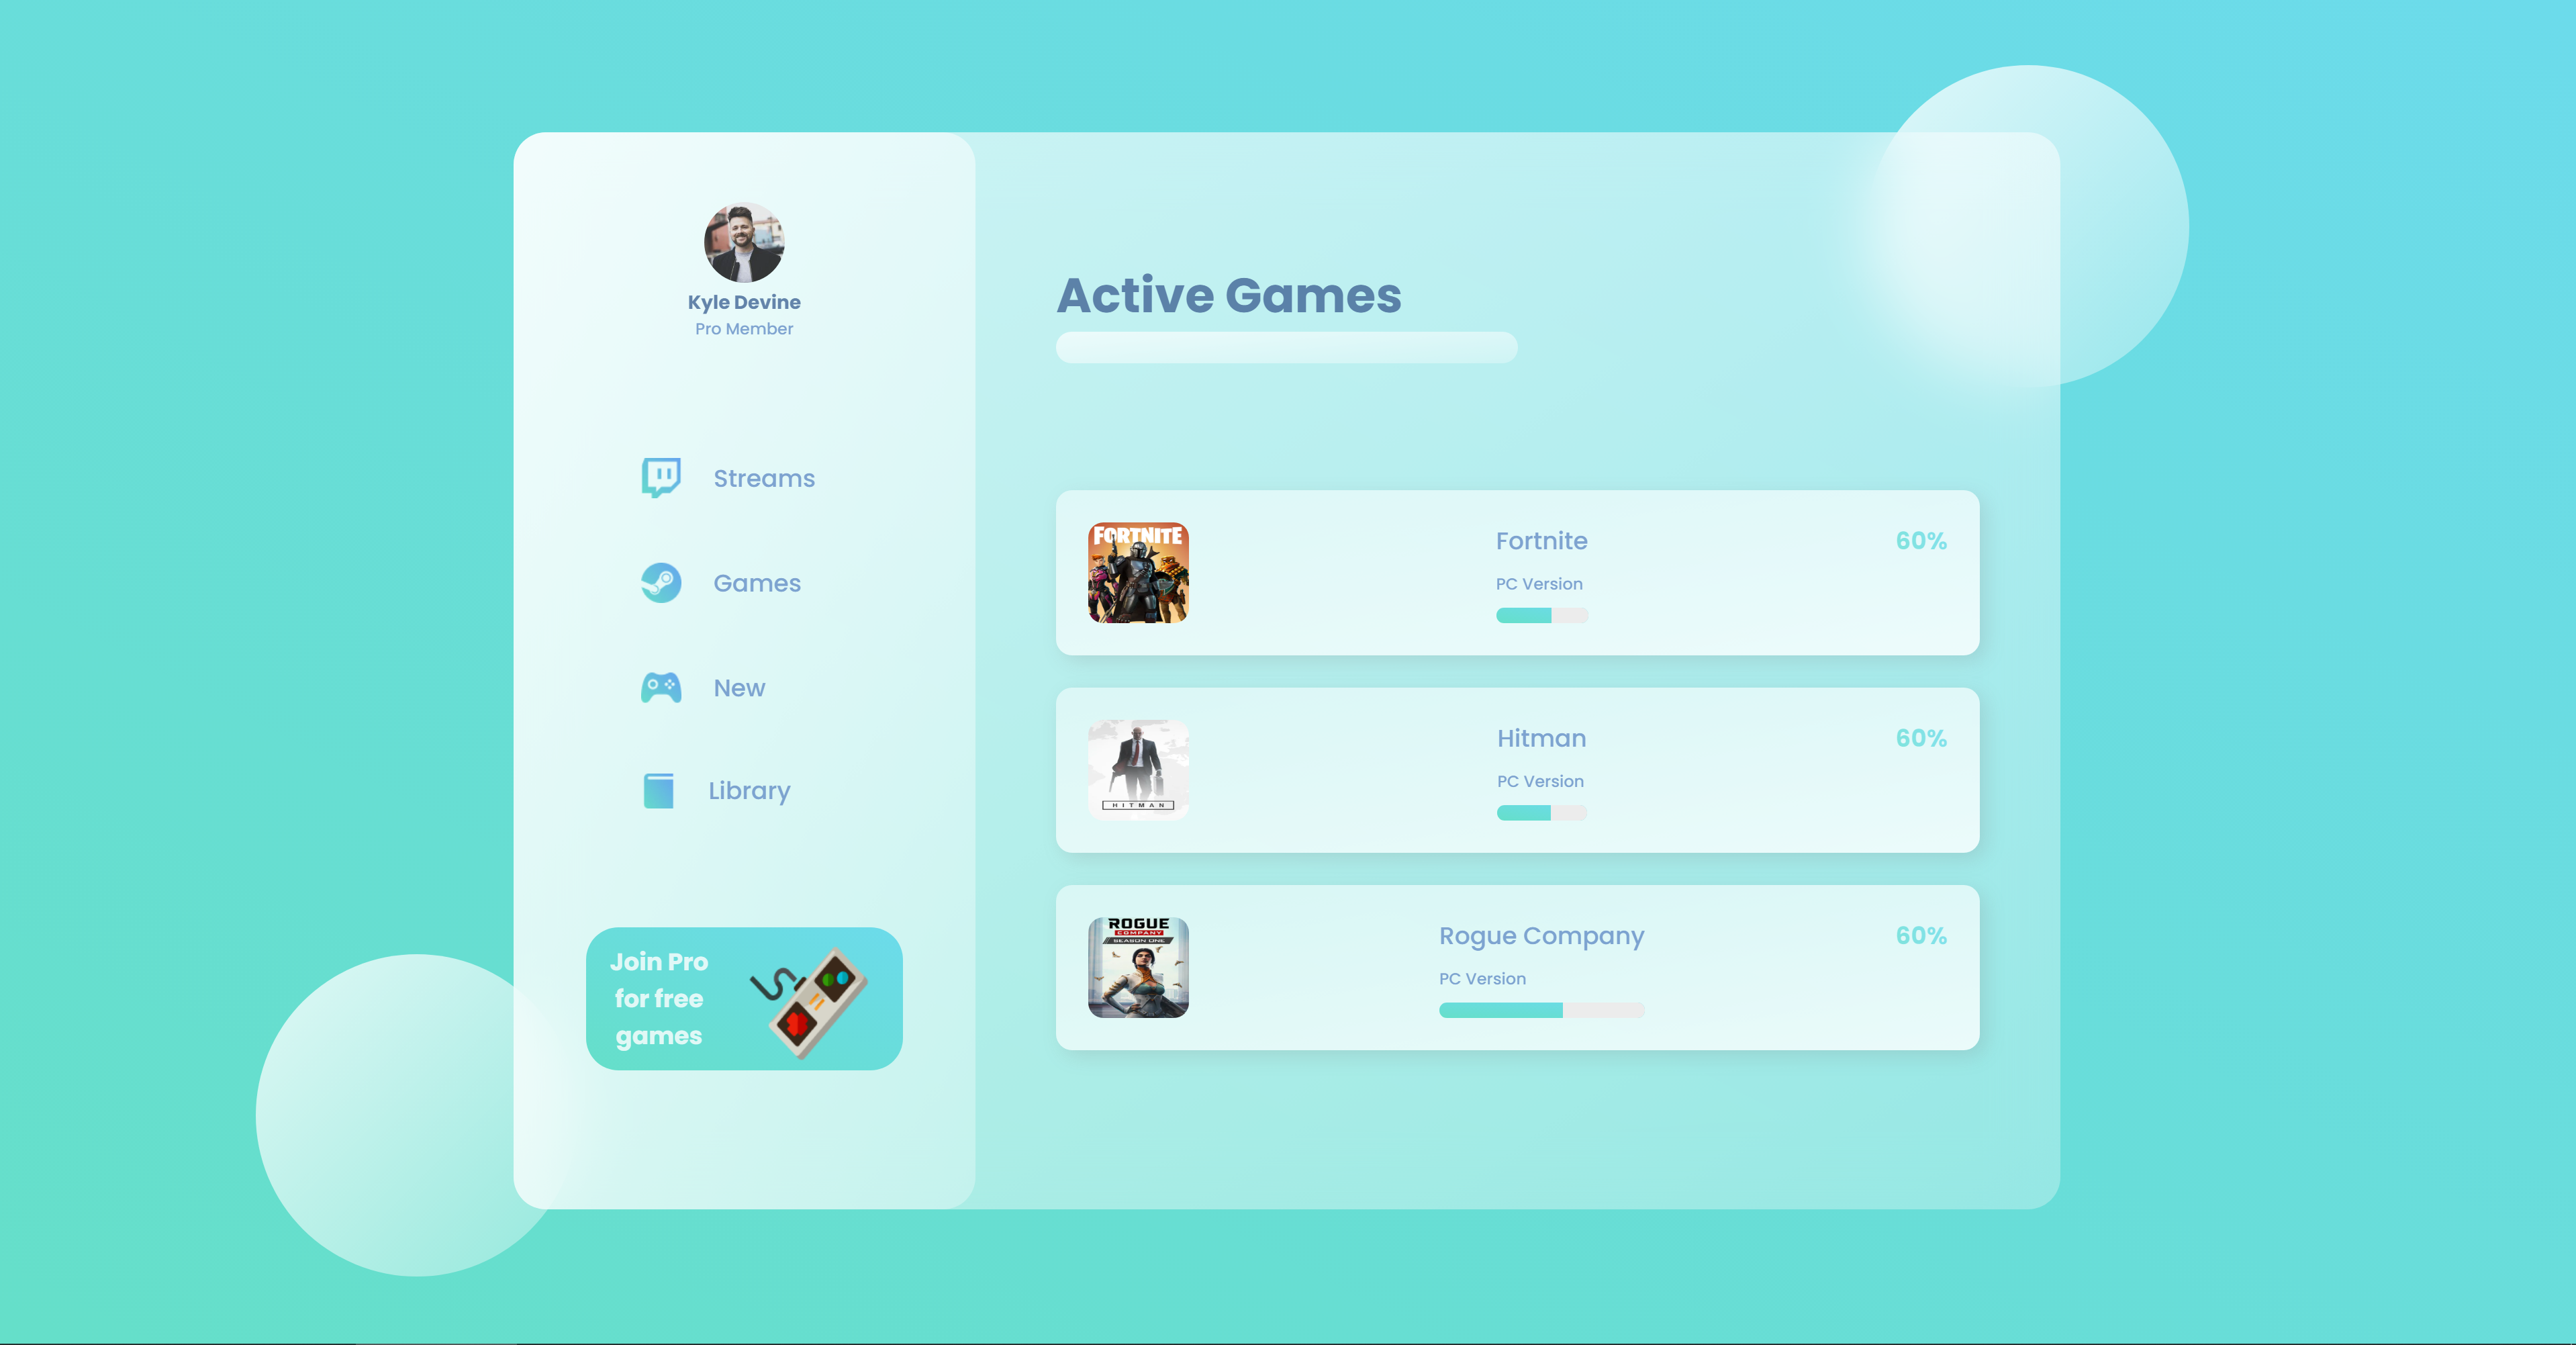 Kyle Devine
Pro Member
Streams
Games
New
Library
Join Pro
for free
games
Active Games
FORTNITE
Fortnite
PC Version
60%
HITMAN
Hitman
PC Version
60%
ROGUE
COMPANY
SEASON ONE
Rogue Company
PC Version
60%